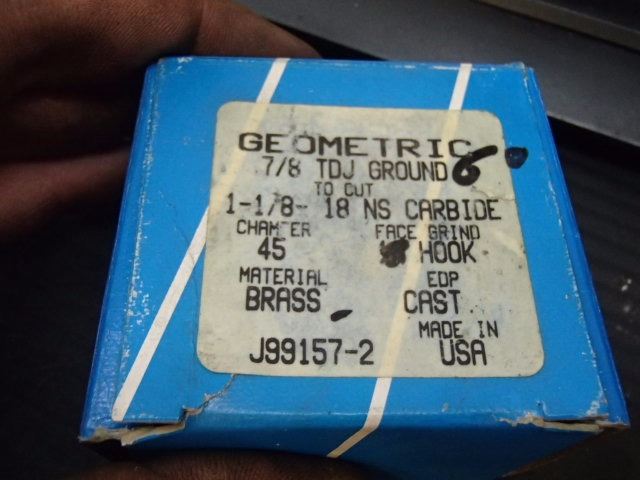 GEOMETRIC
7/8 TDJ GROUND 6°
TO CUT
1-1/8- 18 NS CARBIDE
CHAMFER FACE GRIND
45 HOOK
MATERIAL EDP
BRASS CAST
MADE IN
J99157-2 USA